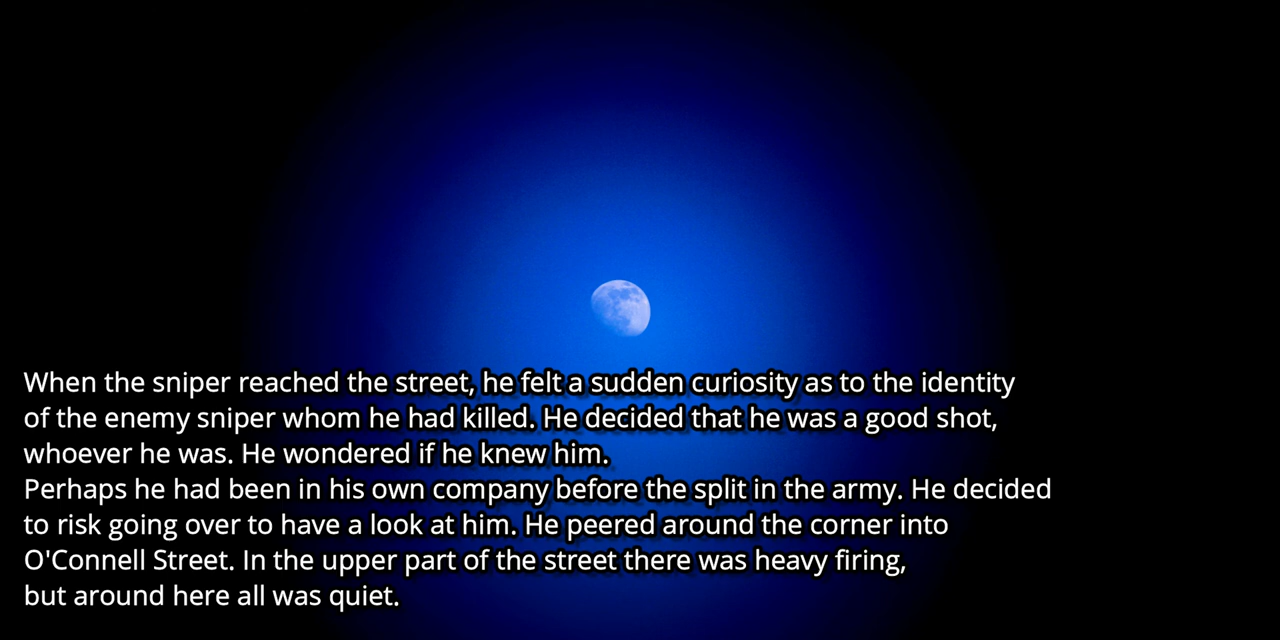 When the sniper reached the street, he felt a sudden curiosity as to the identity
of the enemy sniper whom he had killed. He decided that he was a good shot,
whoever he was. He wondered if he knew him.
Perhaps he had been in his own company before the split in the army. He decided
to risk going over to have a look at him. He peered around the corner into
O'Connell Street. In the upper part of the street there was heavy firing,
but around here all was quiet.